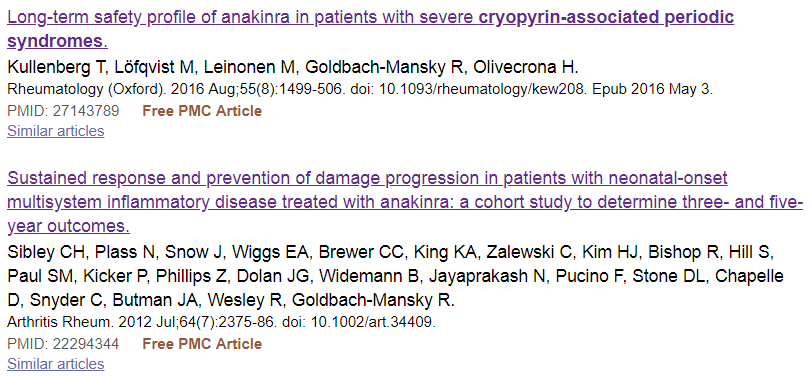 Long-term safety profile of anakinra in patients with severe cryopyrin-associated periodic
syndromes.
Kullenberg T, Löfqvist M, Leinonen M, Goldbach-Mansky R, Olivecrona H.
Rheumatology (Oxford). 2016 Aug;55(8):1499-506. doi: 10.1093/rheumatology/kew208. Epub 2016 May 3.
PMID: 27143789 Free PMC Article
Similar articles
Sustained response and prevention of damage progression in patients with neonatal-onset
multisystem inflammatory disease treated with anakinra: a cohort study to determine three- and five-
year outcomes.
Sibley CH, Plass N, Snow J, Wiggs EA, Brewer CC, King KA, Zalewski C, Kim HJ, Bishop R, Hill S,
Paul SM, Kicker P, Phillips Z, Dolan JG, Widemann B, Jayaprakash N, Pucino F, Stone DL, Chapelle
D, Snyder C, Butman JA, Wesley R, Goldbach-Mansky R.
Arthritis Rheum. 2012 Jul;64(7):2375-86. doi: 10.1002/art.34409.
PMID: 22294344 Free PMC Article
Similar articles